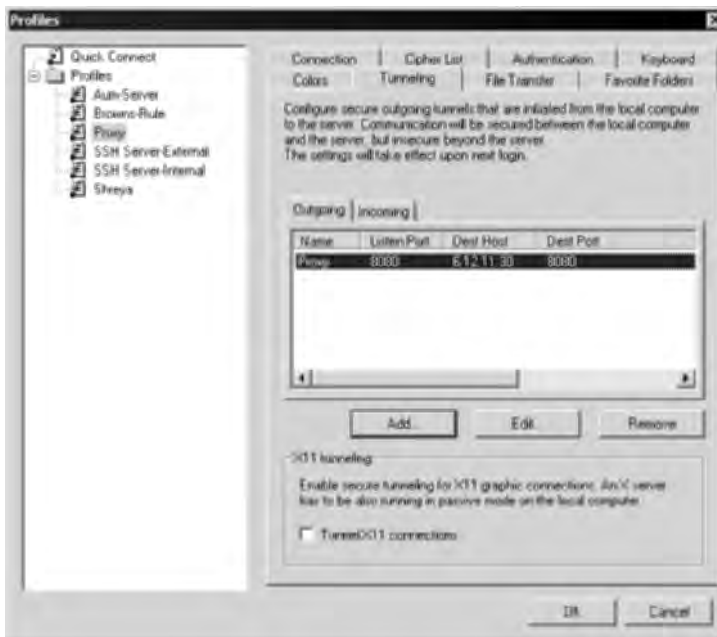 Profiles
Quick Connect
Profiles
Aum-Server
Browns-Rule
Proxy
SSH Server-External
SSH Server-Internal
Shreya
Connection Cipher List Authentication Keyboard
Colors Tunneling File Transfer Favorite Folders
Configure secure outgoing tunnels that are initiated from the local computer
to the server. Communication will be secured between the local computer
and the server, but insecure beyond the server.
The settings will take effect upon next login.
Outgoing Incoming
Name Listen Port Dest Host Dest Port
Proxy 8080 6.12.11.30 8080
Add... Edit... Remove
X11 tunneling
Enable secure tunneling for X11 graphic connections. An X server
has to be also running in passive mode on the local computer.
Tunnel X11 connections
OK Cancel